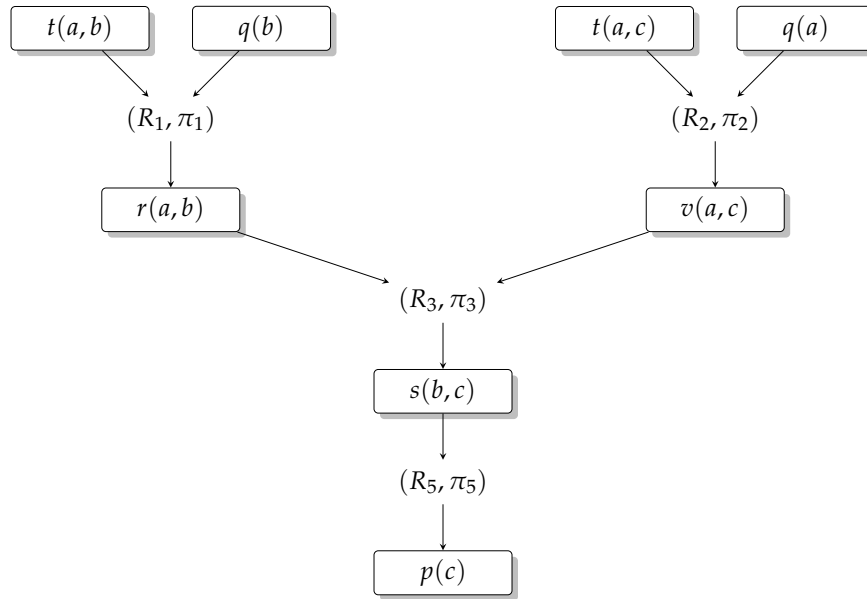 t(a, b) q(b) t(a, c) q(a)
(R₁, π₁) (R₂, π₂)
r(a, b) v(a, c)
(R₃, π₃)
s(b, c)
(R₅, π₅)
p(c)